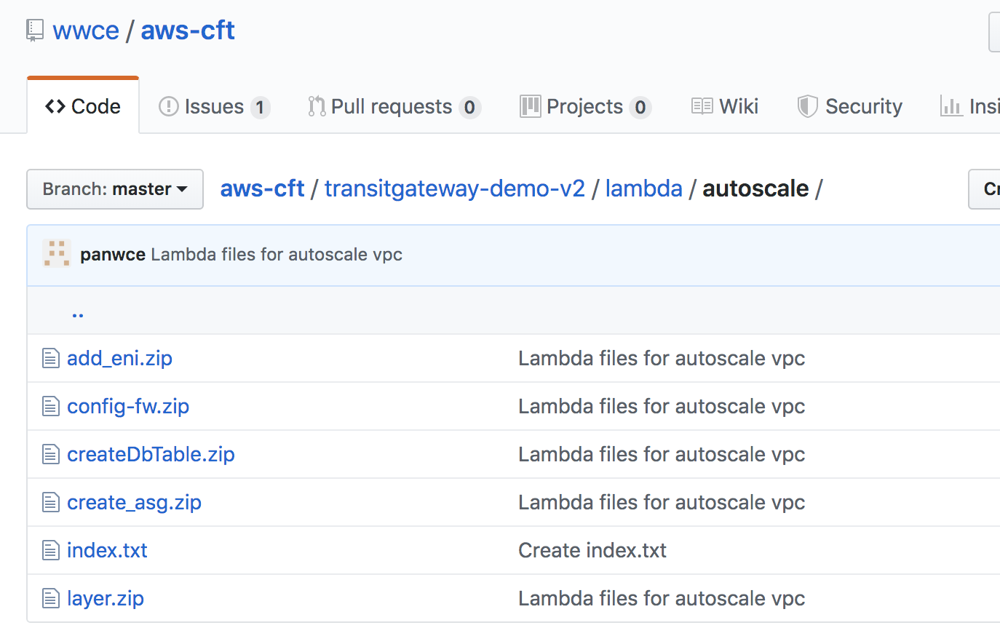 wwce / aws-cft
Code Issues 1 Pull requests 0 Projects 0 Wiki Security
Branch: master aws-cft / transitgateway-demo-v2 / lambda / autoscale /
panwce Lambda files for autoscale vpc
..
add_eni.zip Lambda files for autoscale vpc
config-fw.zip Lambda files for autoscale vpc
createDbTable.zip Lambda files for autoscale vpc
create_asg.zip Lambda files for autoscale vpc
index.txt Create index.txt
layer.zip Lambda files for autoscale vpc